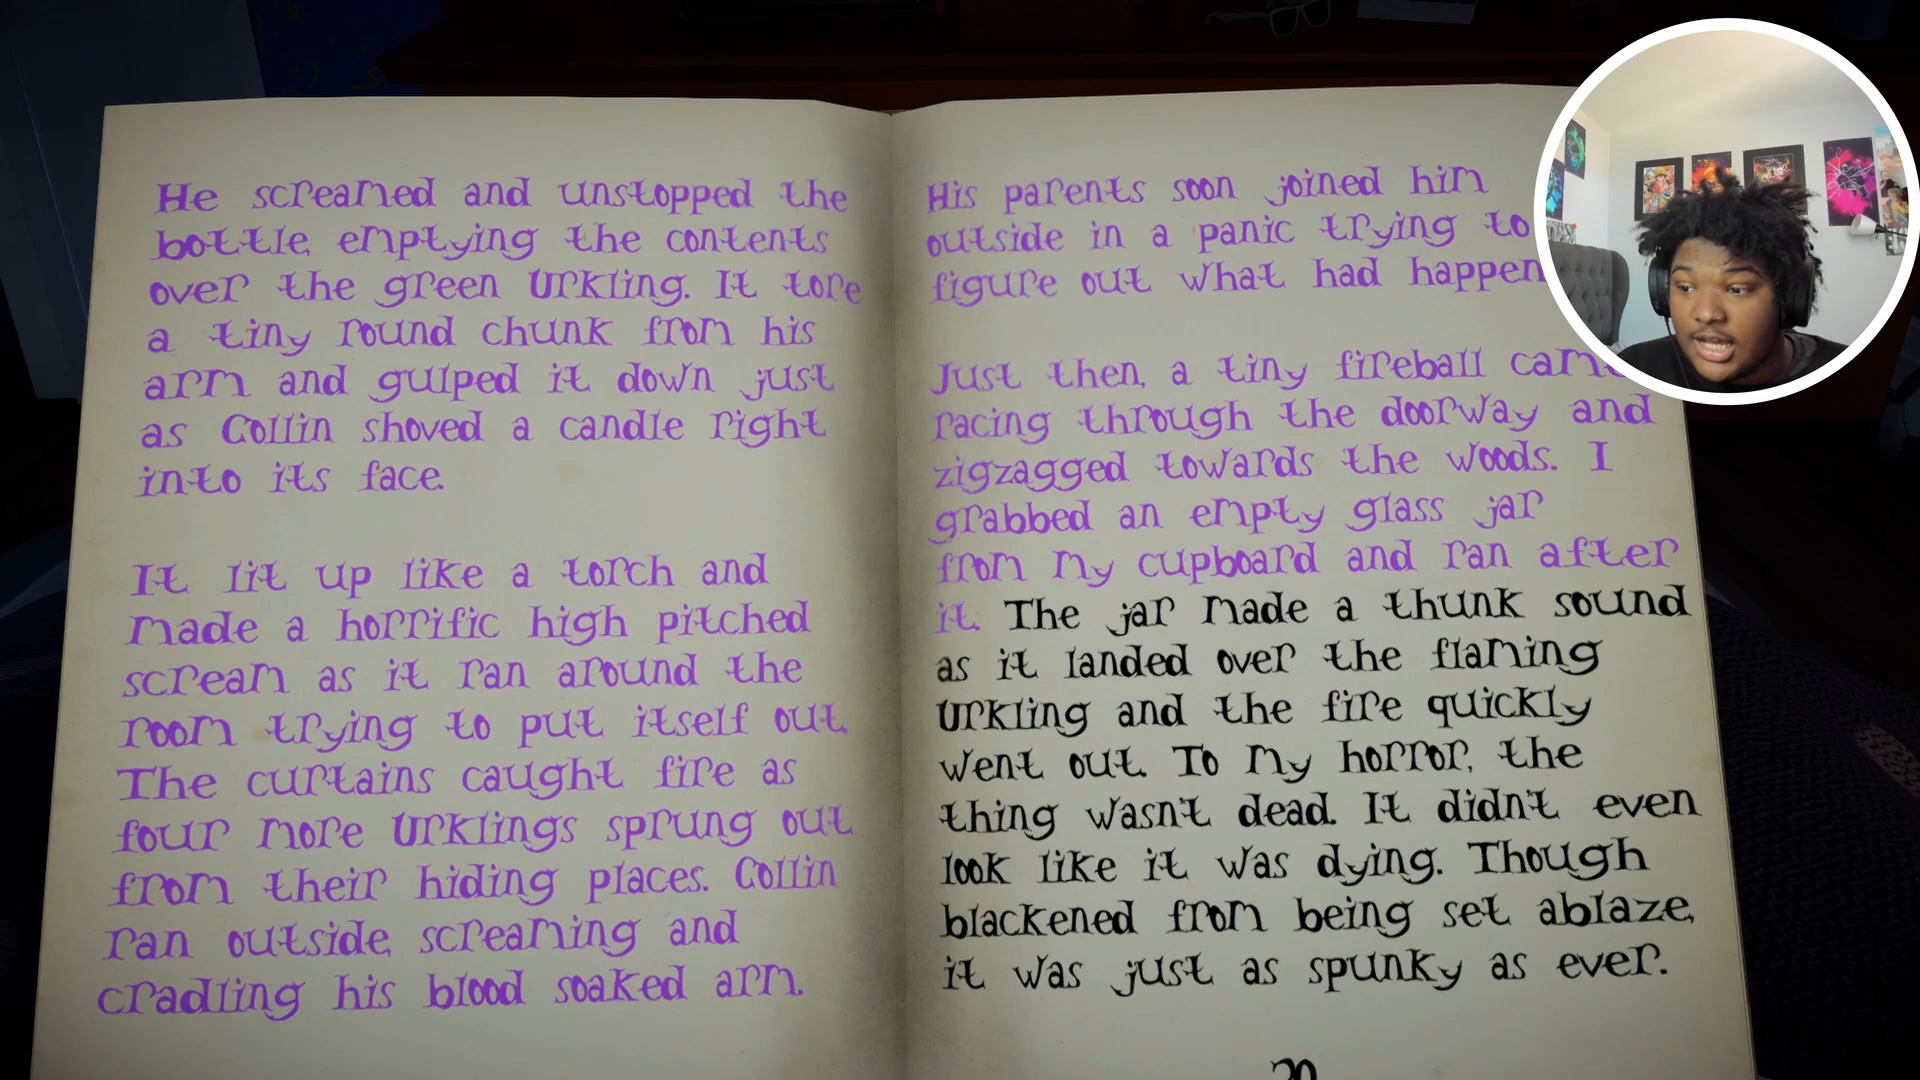 He screamed and unstopped the
bottle, emptying the contents
over the green Urkling. It tore
a tiny round chunk from his
arm and gulped it down just
as Collin shoved a candle right
into its face.
It lit up like a torch and
made a horrific high pitched
scream as it ran around the
room trying to put itself out.
The curtains caught fire as
four more Urklings sprung out
from their hiding places. Collin
ran outside, screaming and
cradling his blood soaked arm.
His parents soon joined him
outside in a panic trying to
figure out what had happen
Just then, a tiny fireball came
racing through the doorway and
zigzagged towards the woods. I
grabbed an empty glass jar
from my cupboard and ran after
it. The jar made a thunk sound
as it landed over the flaming
Urkling and the fire quickly
went out. To my horror, the
thing wasn't dead. It didn't even
look like it was dying. Though
blackened from being set ablaze,
it was just as spunky as ever.